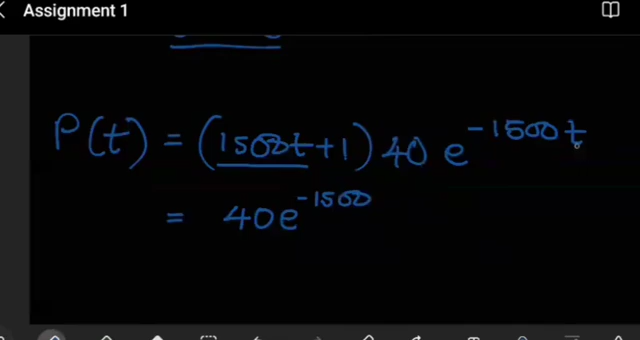 Assignment 1
P(t) = (1500t+1) 40 e^-1500t
= 40e^-1500